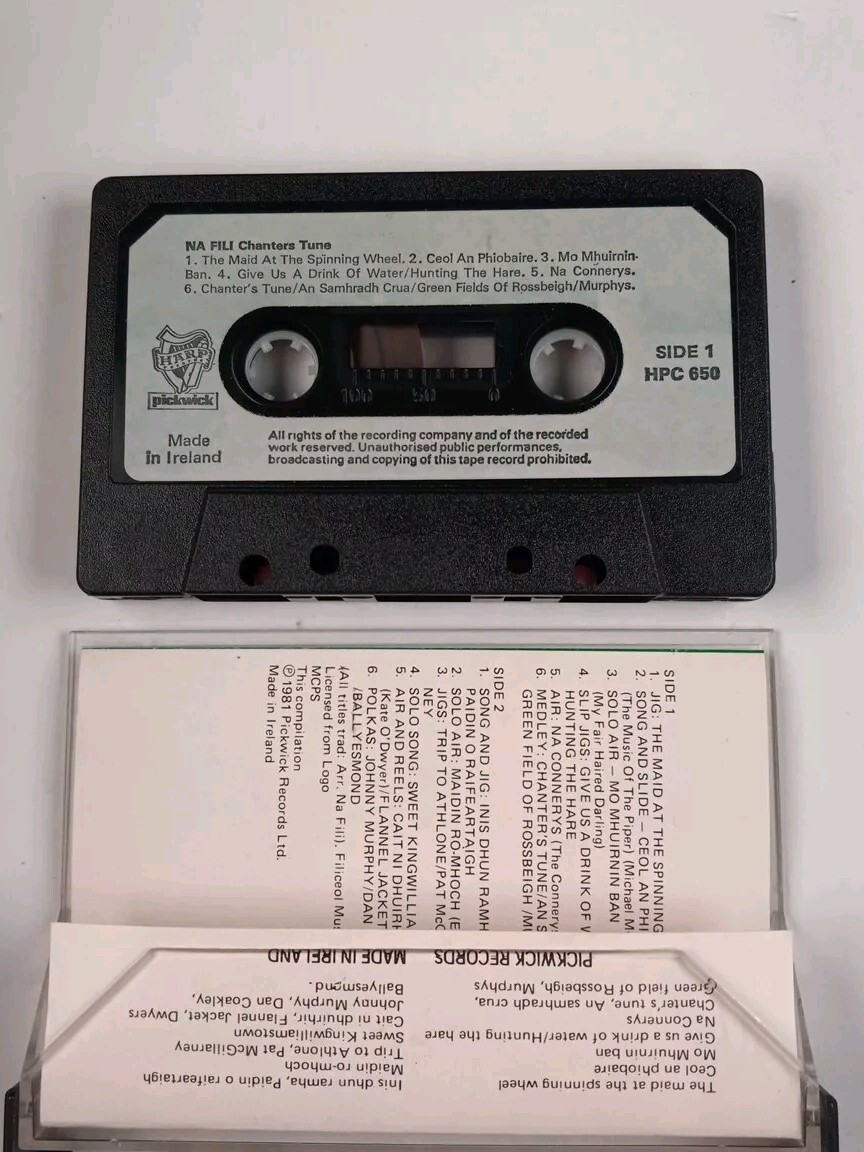 NA FILI Chanters Tune
1. The Maid At The Spinning Wheel. 2. Ceol An Phiobaire. 3. Mo Mhuirnin-
Ban. 4. Give Us A Drink Of Water/Hunting The Hare. 5. Na Connerys.
6. Chanter's Tune/An Samhradh Crua/Green Fields Of Rossbeigh/Murphys.
HARP
pickwick
SIDE 1
HPC 650
Made
in Ireland
100 50 0
All rights of the recording company and of the recorded
work reserved. Unauthorised public performances,
broadcasting and copying of this tape record prohibited.
SIDE 1
1. JIG: THE MAID AT THE SPINNING
2. SONG AND SLIDE – CEOL AN PHI
(The Music Of The Piper) (Michael M
3. SOLO AIR – MO MHUIRNIN BAN
(My Fair Haired Darling)
4. SLIP JIGS: GIVE US A DRINK OF
HUNTING THE HARE
5. AIR: NA CONNERYS (The Connery
6. MEDLEY: CHANTER'S TUNE/AN S
GREEN FIELD OF ROSSBEIGH /MU
SIDE 2
1. SONG AND JIG: INIS DHUN RAMH
PAIDIN O RAIFEARTAIGH
2. SOLO AIR: MAIDIN RO-MHOCH (E
3. JIGS: TRIP TO ATHLONE/PAT McG
NEY
4. SOLO SONG: SWEET KINGWILLIA
5. AIR AND REELS: CAIT NI DHUIRH
(Kate O'Dwyer)/FLANNEL JACKET
6. POLKAS: JOHNNY MURPHY/DAN
/BALLYESMOND
(All titles trad: Arr. Na Fili). Filiceol Mus
Licensed from Logo
MCPS
This compilation
Ⓟ1981 Pickwick Records Ltd.
Made in Ireland
The maid at the spinning wheel
Ceol an phiobaire
Mo Mhuirnin ban
Give us a drink of water/Hunting the hare
Na Connerys
Chanter's tune, An samhradh crua,
Green field of Rossbeigh, Murphys
PICKWICK RECORDS
Inis dhun ramha, Paidin o raifeartaigh
Maidin ro-mhoch
Trip to Athlone, Pat McGillarney
Sweet Kingwilliamstown
Cait ni dhuirhuir, Flannel Jacket, Dwyers
Johnny Murphy, Dan Coakley,
Ballyesmond.
MADE IN IRELAND